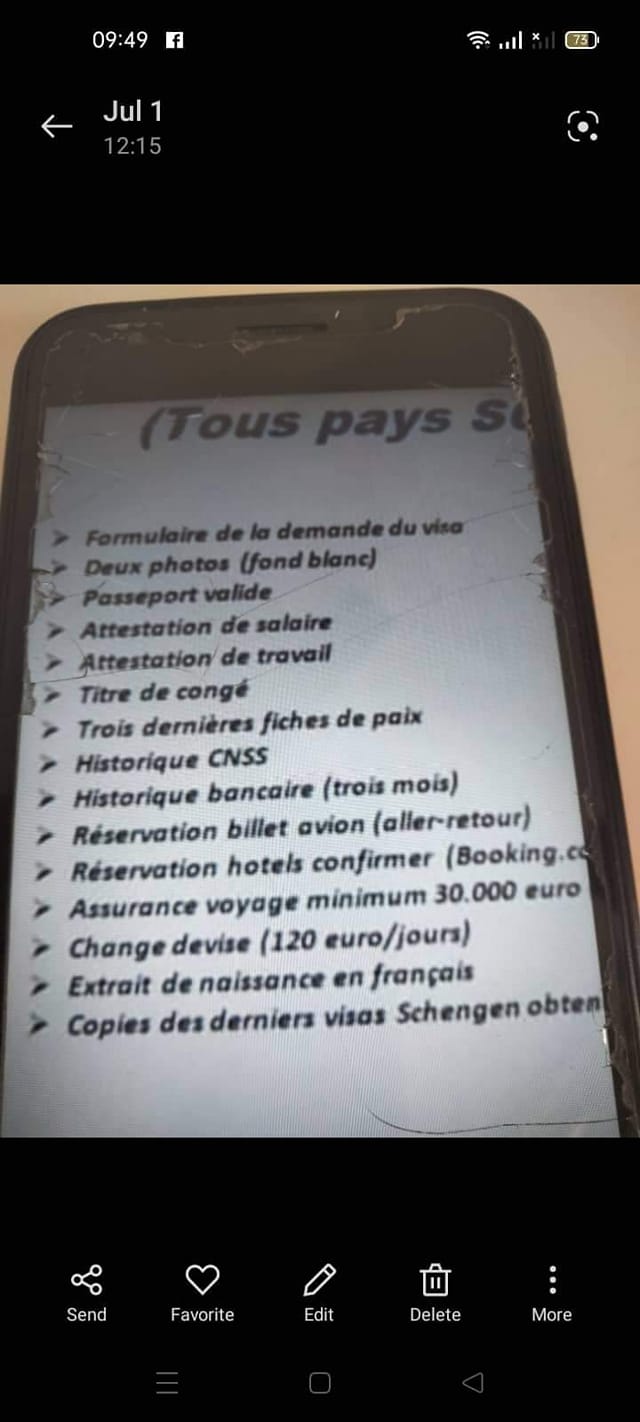 09:49
73
Jul 1
12:15
(Tous pays
Formulaire de la demande du visa
Deux photos (fond blanc)
Passeport valide
Attestation de salaire
Attestation de travail
Titre de congé
Trois dernières fiches de paix
Historique CNSS
Historique bancaire (trois mois)
Réservation billet avion (aller-retour)
Réservation hotels confirmer (Booking.c
Assurance voyage minimum 30.000 euro
Change devise (120 euro/jours)
Extrait de naissance en français
Copies des derniers visas Schengen obten
Send Favorite Edit Delete More